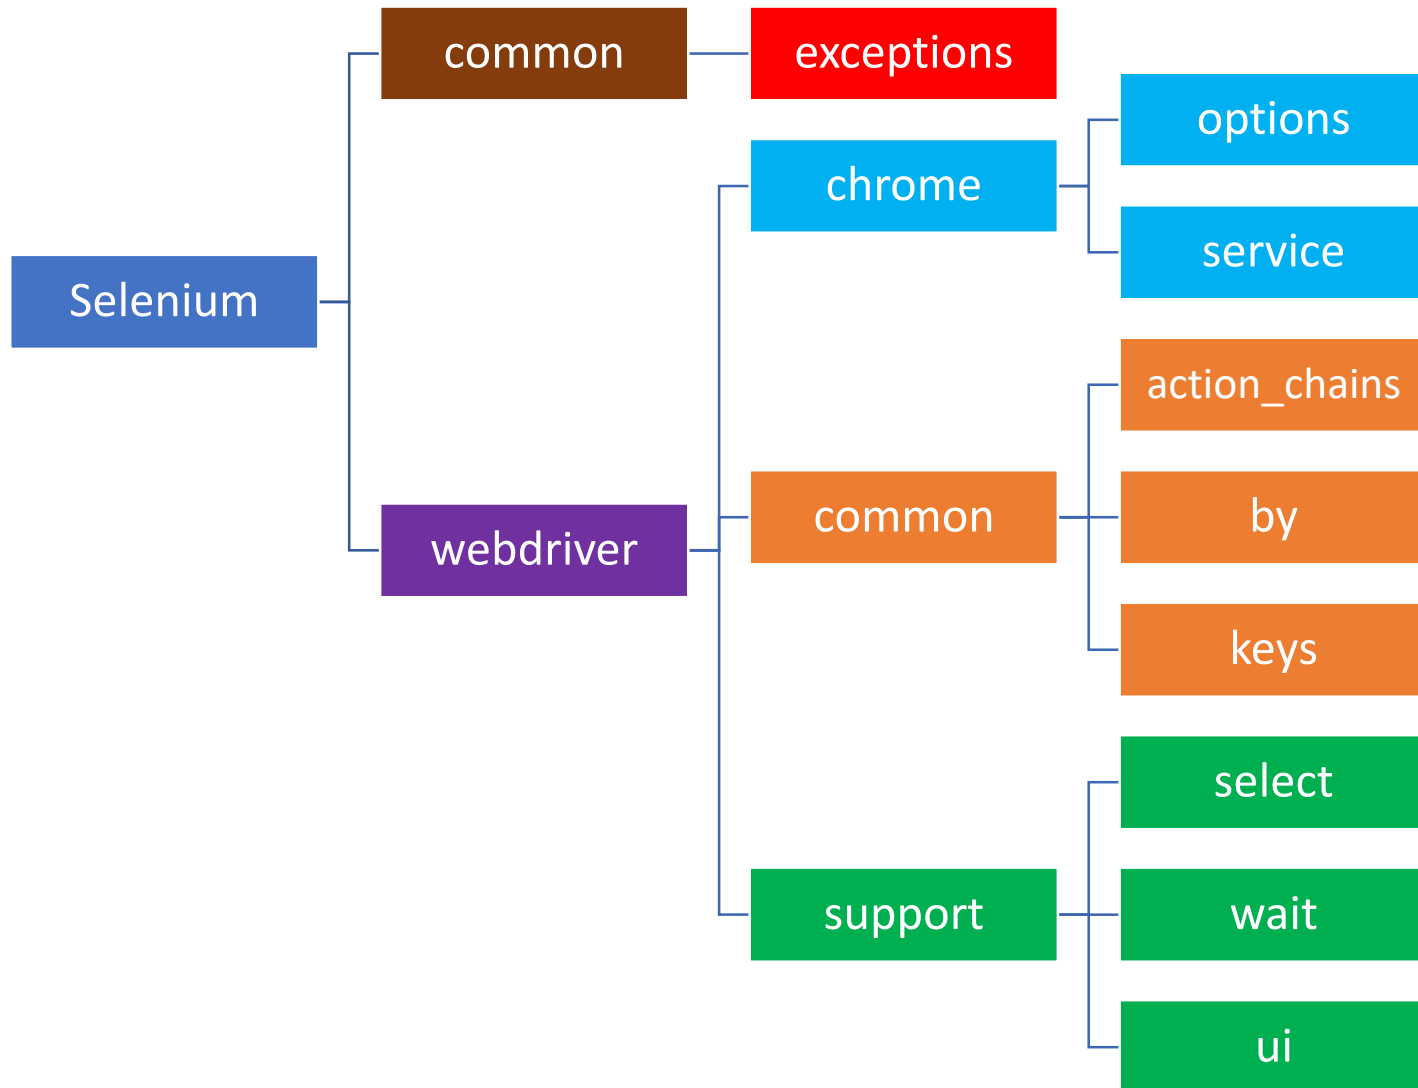 Selenium
common
exceptions
webdriver
chrome
options
service
common
action_chains
by
keys
support
select
wait
ui